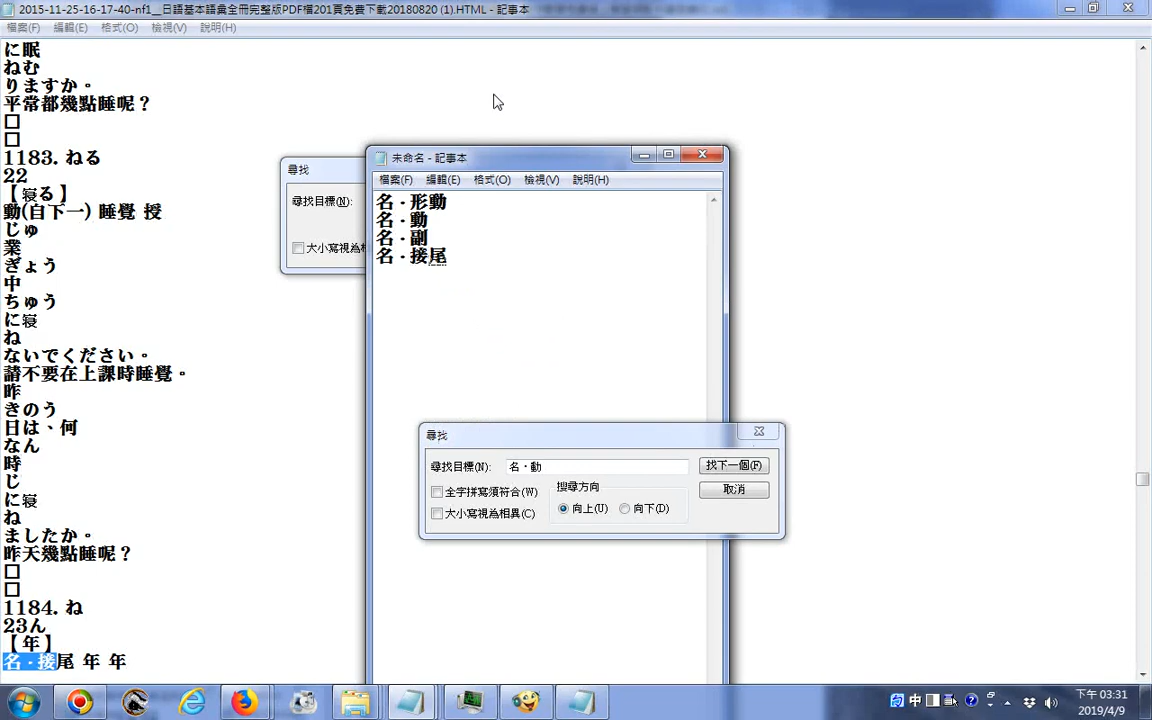 2015-11-25-16-17-40-nf1__日語基本語彙全冊完整版PDF檔201頁免費下載20180820 (1).HTML - 記事本
檔案(F) 編輯(E) 格式(O) 檢視(V) 說明(H)
に眠
ねむ
りますか。
平常都幾點睡呢？
□
□
1183. ねる
22
【寝る】
動(自下一) 睡覺 授
じゅ
業
ぎょう
中
ちゅう
に寝
ね
ないでください。
請不要在上課時睡覺。
昨
きのう
日は、何
なん
時
じ
に寝
ね
ましたか。
昨天幾點睡呢？
□
□
1184. ね
23ん
【年】
名・接尾 年 年
尋找
尋找目標(N):
大小寫視為相
未命名 - 記事本
檔案(F) 編輯(E) 格式(O) 檢視(V) 說明(H)
名・形動
名・動
名・副
名・接尾
尋找
尋找目標(N): 名・動 找下一個(F)
全字拼寫須符合(W) 搜尋方向 取消
大小寫視為相異(C) 向上(U) 向下(D)
中
下午 03:31
2019/4/9